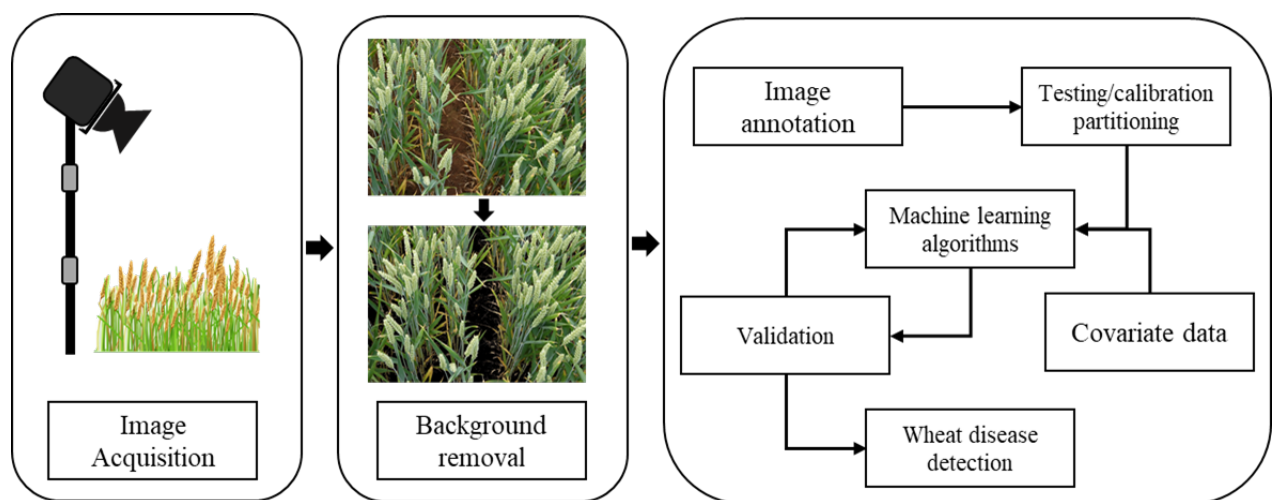 Image
Acquisition
Background
removal
Image
annotation
Testing/calibration
partitioning
Machine learning
algorithms
Validation
Covariate data
Wheat disease
detection